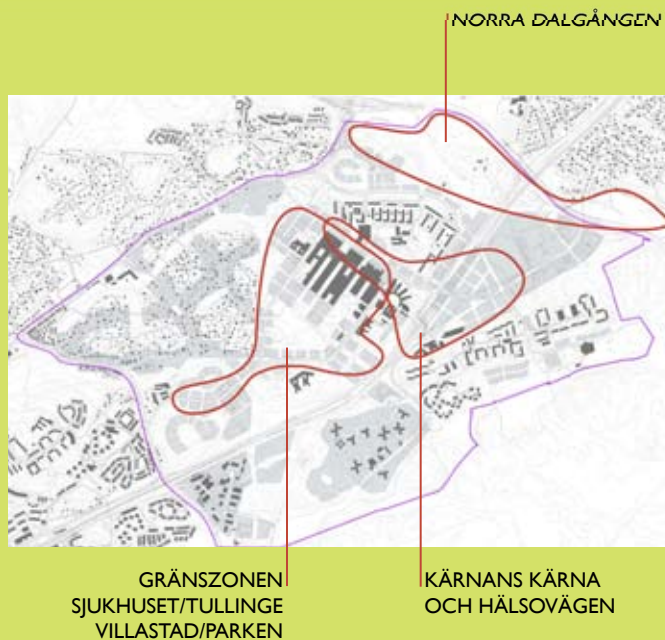 NORRA DALGÅNGEN
GRÄNSZONEN
SJUKHUSET/TULLINGE
VILLASTAD/PARKEN
KÄRNANS KÄRNA
OCH HÄLSOVÄGEN